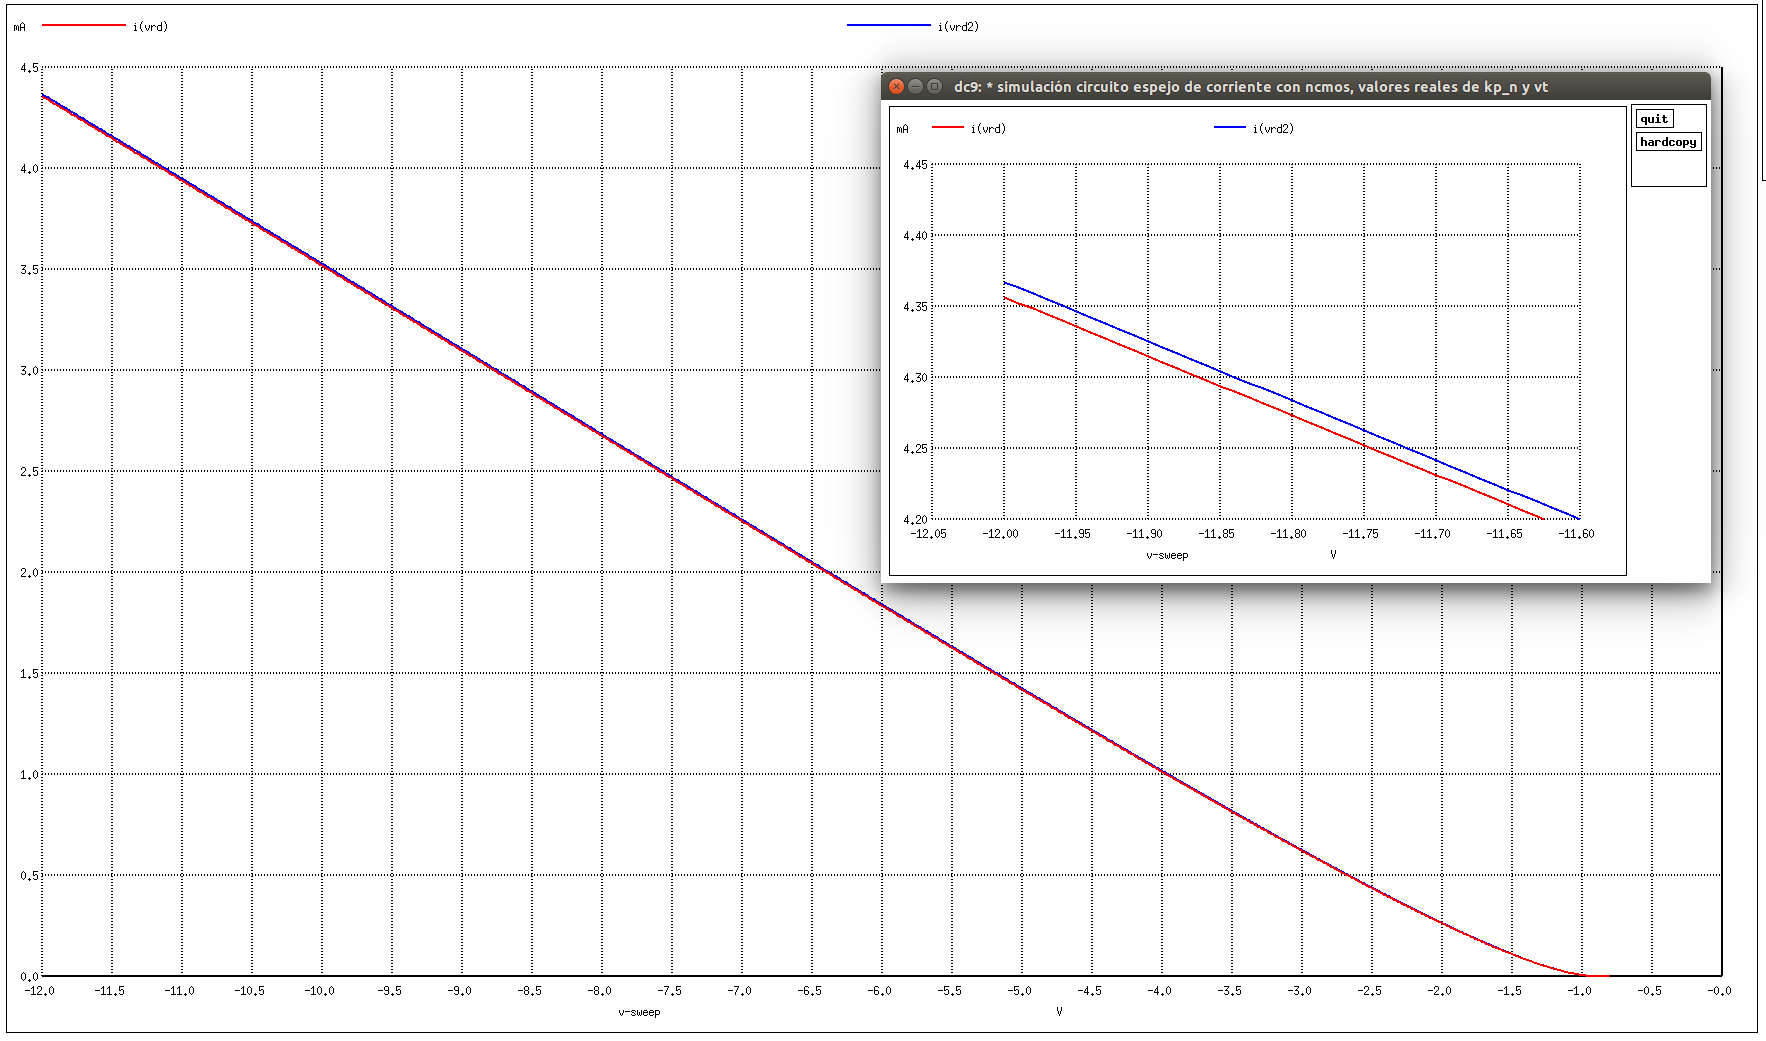 mA i(vrd) i(vrd2)
4.5
4.0
3.5
3.0
2.5
2.0
1.5
1.0
0.5
0.0
-12.0 -11.5 -11.0 -10.5 -10.0 -9.5 -9.0 -8.5 -8.0 -7.5 -7.0 -6.5 -6.0 -5.5 -5.0 -4.5 -4.0 -3.5 -3.0 -2.5 -2.0 -1.5 -1.0 -0.5 -0.0
v-sweep V
dc9: * simulación circuito espejo de corriente con ncmos, valores reales de kp_n y vt
mA i(vrd) i(vrd2)
quit
hardcopy
4.45
4.40
4.35
4.30
4.25
4.20
-12.05 -12.00 -11.95 -11.90 -11.85 -11.80 -11.75 -11.70 -11.65 -11.60
v-sweep V